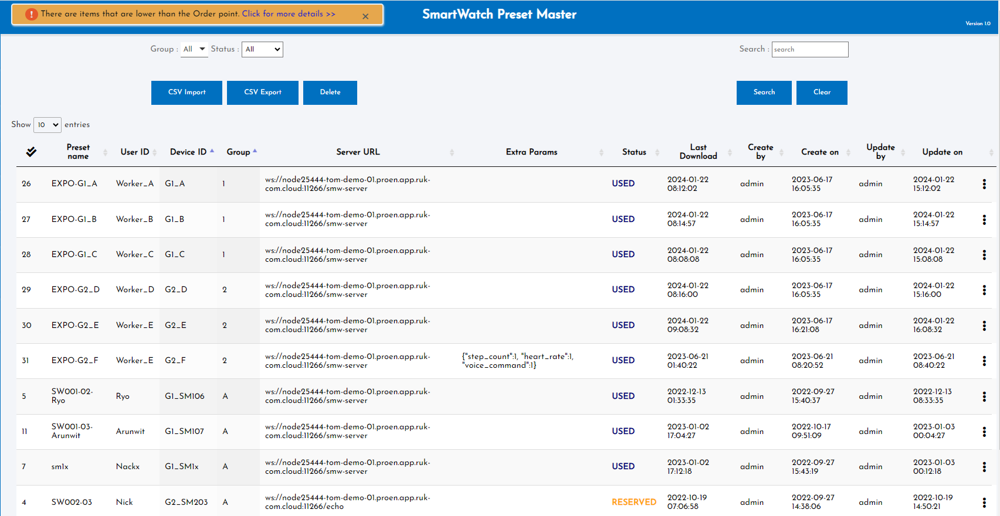 ! There are items that are lower than the Order point. Click for more details >> ×
SmartWatch Preset Master
Version 1.0
Group : All Status : All Search : search
CSV Import CSV Export Delete Search Clear
Show 10 entries
Preset name User ID Device ID Group Server URL Extra Params Status Last Download Create by Create on Update by Update on
26 EXPO-G1_A Worker_A G1_A 1 ws://node25444-tom-demo-01.proen.app.ruk- USED 2024-01-22 admin 2023-06-17 admin 2024-01-22
com.cloud:11266/smw-server 08:12:02 16:05:35 15:12:02
27 EXPO-G1_B Worker_B G1_B 1 ws://node25444-tom-demo-01.proen.app.ruk- USED 2024-01-22 admin 2023-06-17 admin 2024-01-22
com.cloud:11266/smw-server 08:14:57 16:05:35 15:14:57
28 EXPO-G1_C Worker_C G1_C 1 ws://node25444-tom-demo-01.proen.app.ruk- USED 2024-01-22 admin 2023-06-17 admin 2024-01-22
com.cloud:11266/smw-server 08:08:08 16:05:35 15:08:08
29 EXPO-G2_D Worker_D G2_D 2 ws://node25444-tom-demo-01.proen.app.ruk- USED 2024-01-22 admin 2023-06-17 admin 2024-01-22
com.cloud:11266/smw-server 08:16:00 16:05:35 15:16:00
30 EXPO-G2_E Worker_E G2_E 2 ws://node25444-tom-demo-01.proen.app.ruk- USED 2024-01-22 admin 2023-06-17 admin 2024-01-22
com.cloud:11266/smw-server 09:08:32 16:21:08 16:08:32
31 EXPO-G2_F Worker_E G2_F 2 ws://node25444-tom-demo-01.proen.app.ruk- {"step_count":1, "heart_rate":1, USED 2023-06-21 admin 2023-06-21 admin 2023-06-21
com.cloud:11266/smw-server "voice_command":1} 01:40:22 08:20:52 08:40:22
5 SW001-02- Ryo G1_SM106 A ws://node25444-tom-demo-01.proen.app.ruk- USED 2022-12-13 admin 2022-09-27 admin 2022-12-13
Ryo com.cloud:11266/smw-server 01:33:35 15:40:37 08:33:35
11 SW001-03- Arunwit G1_SM107 A ws://node25444-tom-demo-01.proen.app.ruk- USED 2023-01-02 admin 2022-10-17 admin 2023-01-03
Arunwit com.cloud:11266/smw-server 17:04:27 09:51:09 00:04:27
7 sm1x Nackx G1_SM1x A ws://node25444-tom-demo-01.proen.app.ruk- USED 2023-01-02 admin 2022-09-27 admin 2023-01-03
com.cloud:11266/smw-server 17:12:18 15:43:19 00:12:18
4 SW002-03 Nick G2_SM203 A ws://node25444-tom-demo-01.proen.app.ruk- RESERVED 2022-10-19 admin 2022-09-27 admin 2022-10-19
com.cloud:11266/echo 07:06:58 14:38:06 14:50:21